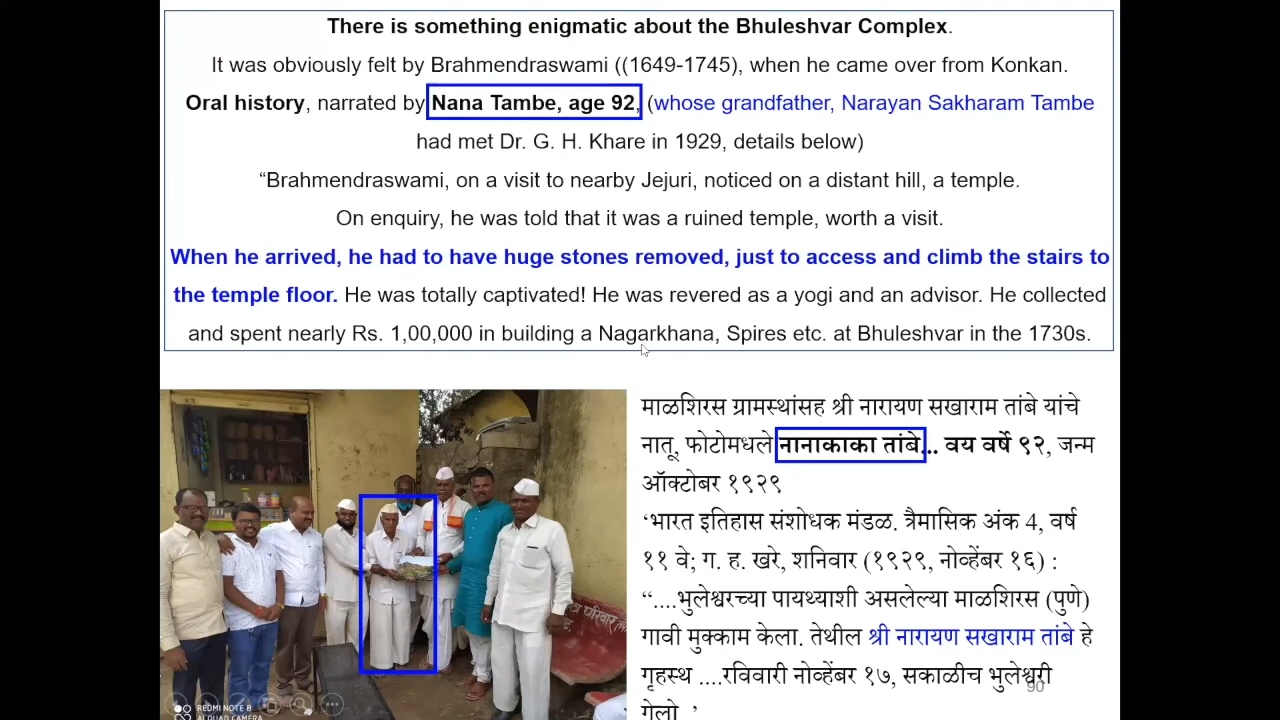 There is something enigmatic about the Bhuleshvar Complex.
It was obviously felt by Brahmendraswami ((1649-1745), when he came over from Konkan.
Oral history, narrated by Nana Tambe, age 92, (whose grandfather, Narayan Sakharam Tambe
had met Dr. G. H. Khare in 1929, details below)
“Brahmendraswami, on a visit to nearby Jejuri, noticed on a distant hill, a temple.
On enquiry, he was told that it was a ruined temple, worth a visit.
When he arrived, he had to have huge stones removed, just to access and climb the stairs to
the temple floor. He was totally captivated! He was revered as a yogi and an advisor. He collected
and spent nearly Rs. 1,00,000 in building a Nagarkhana, Spires etc. at Bhuleshvar in the 1730s.
माळशिरस ग्रामस्थांसह श्री नारायण सखाराम तांबे यांचे
नातू, फोटोमधले नानाकाका तांबे... वय वर्षे ९२, जन्म
ऑक्टोबर १९२९
‘भारत इतिहास संशोधक मंडळ. त्रैमासिक अंक 4, वर्ष
११ वे; ग. ह. खरे, शनिवार (१९२९, नोव्हेंबर १६) :
“....भुलेश्वरच्या पायथ्याशी असलेल्या माळशिरस (पुणे)
गावी मुक्काम केला. तेथील श्री नारायण सखाराम तांबे हे
गृहस्थ ....रविवारी नोव्हेंबर १७, सकाळीच भुलेश्वरी
गेलो .’
90
परिवार
REDMI NOTE 8
AI QUAD CAMERA